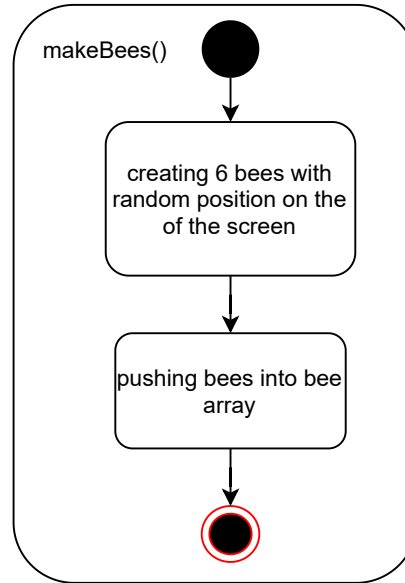 makeBees()
creating 6 bees with
random position on the
of the screen
pushing bees into bee
array